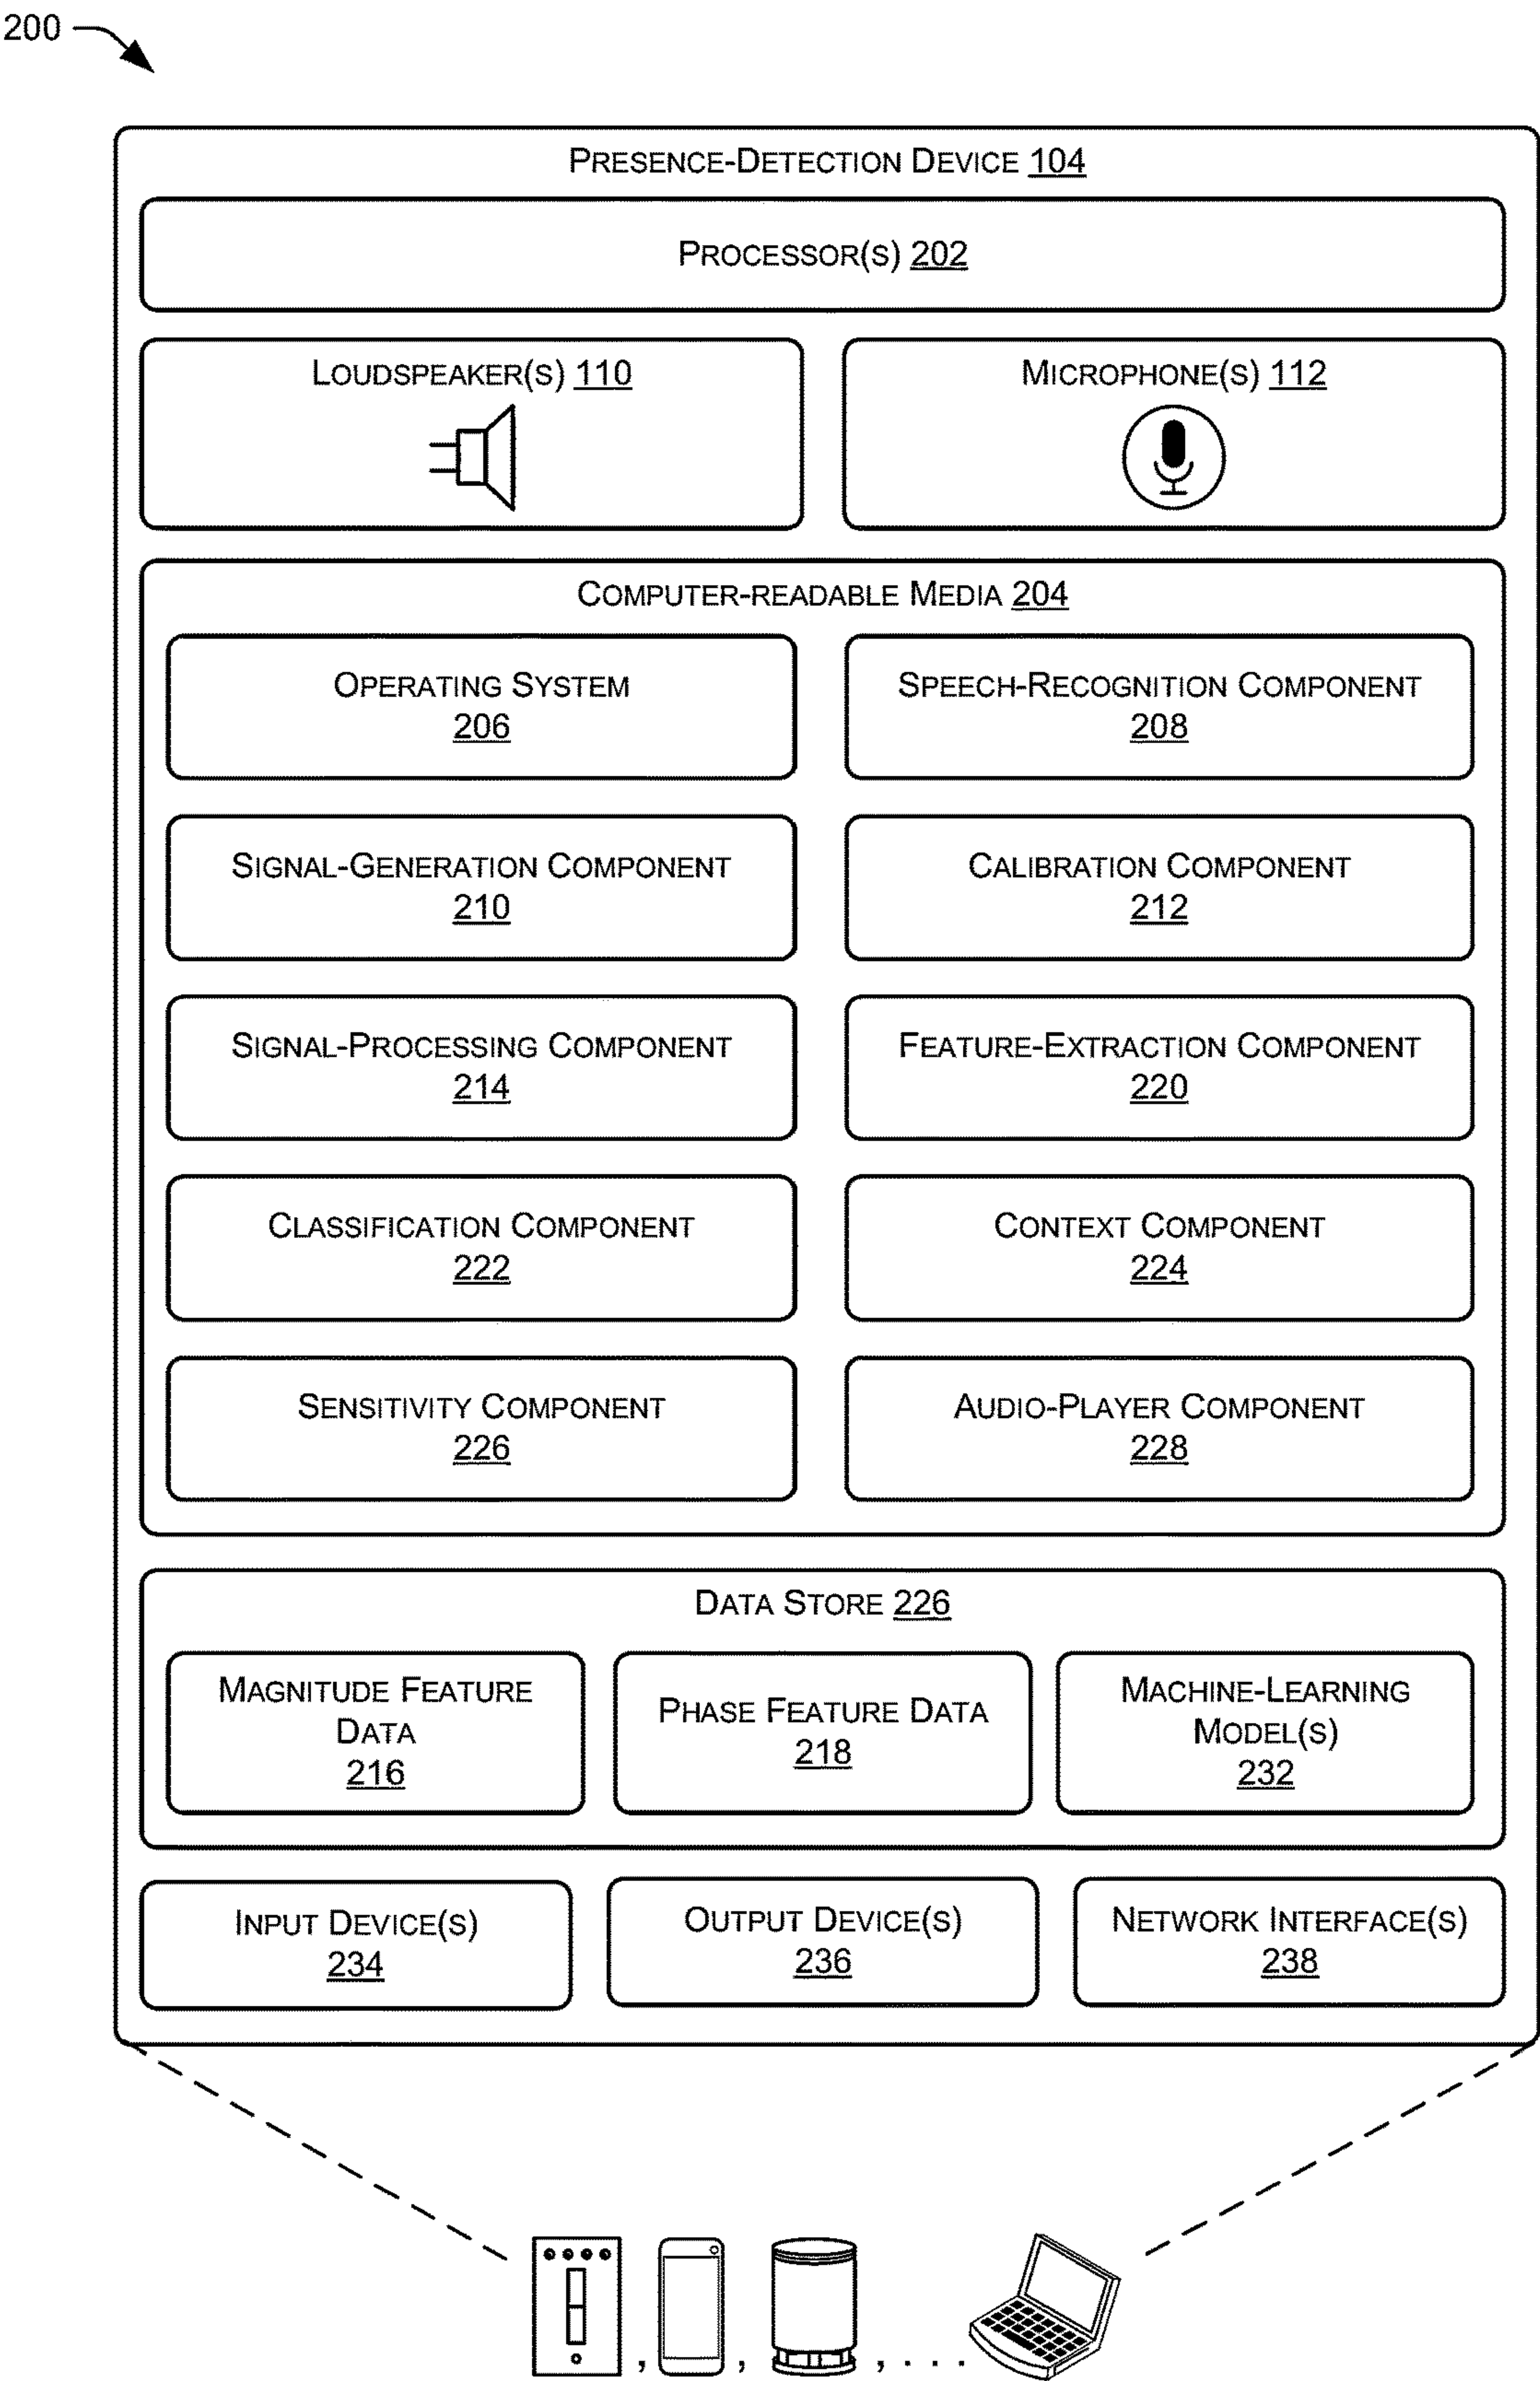 200
PRESENCE-DETECTION DEVICE 104
PROCESSOR(S) 202
LOUDSPEAKER(S) 110
MICROPHONE(S) 112
COMPUTER-READABLE MEDIA 204
OPERATING SYSTEM
206
SPEECH-RECOGNITION COMPONENT
208
SIGNAL-GENERATION COMPONENT
210
CALIBRATION COMPONENT
212
SIGNAL-PROCESSING COMPONENT
214
FEATURE-EXTRACTION COMPONENT
220
CLASSIFICATION COMPONENT
222
CONTEXT COMPONENT
224
SENSITIVITY COMPONENT
226
AUDIO-PLAYER COMPONENT
228
DATA STORE 226
MAGNITUDE FEATURE
DATA
216
PHASE FEATURE DATA
218
MACHINE-LEARNING
MODEL(S)
232
INPUT DEVICE(S)
234
OUTPUT DEVICE(S)
236
NETWORK INTERFACE(S)
238
, , , . . .